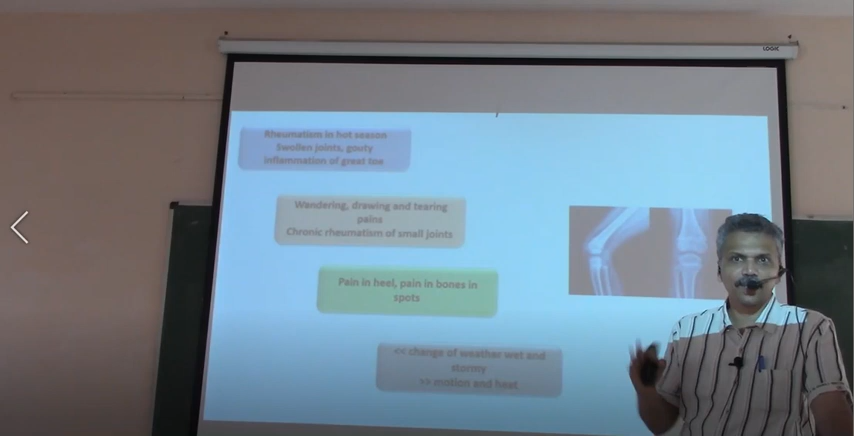 LOGIC
Rheumatism in hot season
Swollen joints, gouty
inflammation of great toe
Wandering, drawing and tearing
pains
Chronic rheumatism of small joints
Pain in heel, pain in bones in
spots
<< change of weather wet and
stormy
>> motion and heat